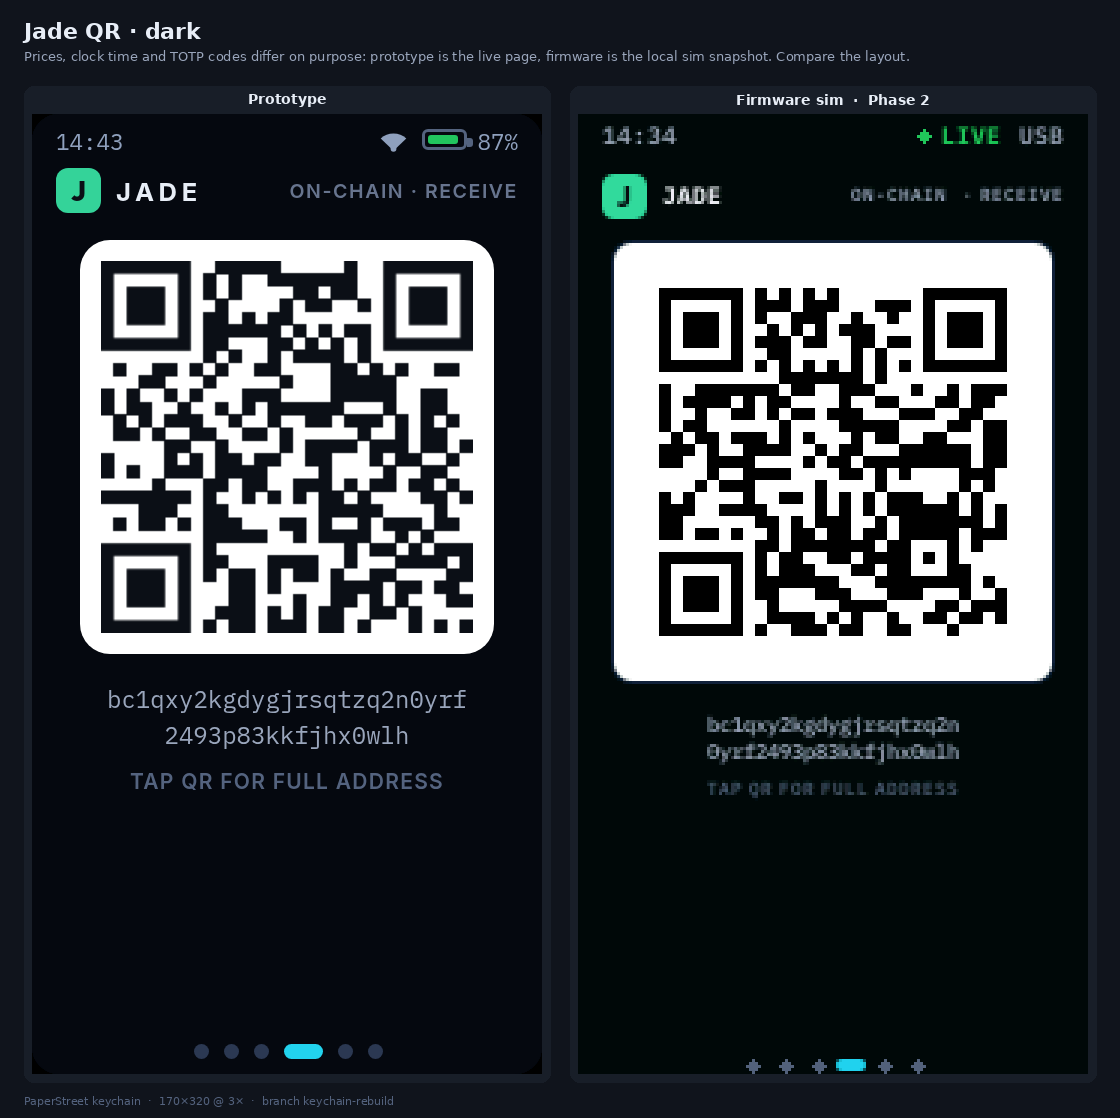 Jade QR · dark
Prices, clock time and TOTP codes differ on purpose: prototype is the live page, firmware is the local sim snapshot. Compare the layout.
Prototype
14:43 87%
J JADE ON-CHAIN · RECEIVE
bc1qxy2kgdygjrsqtzq2n0yrf
2493p83kkfjhx0wlh
TAP QR FOR FULL ADDRESS
Firmware sim · Phase 2
14:34 LIVE USB
J JADE ON-CHAIN · RECEIVE
bc1qxy2kgdygjrsqtzq2n
0yrf2493p83kkfjhx0wlh
TAP QR FOR FULL ADDRESS
PaperStreet keychain · 170×320 @ 3× · branch keychain-rebuild